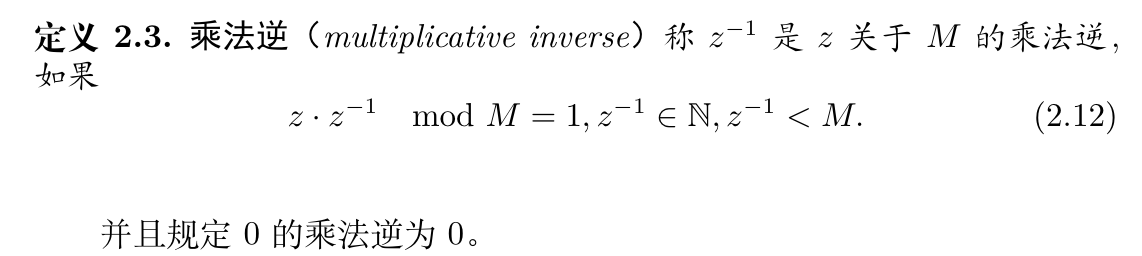 定义 2.3. 乘法逆（multiplicative inverse）称 z⁻¹ 是 z 关于 M 的乘法逆,
如果
z · z⁻¹ mod M = 1, z⁻¹ ∈ ℕ, z⁻¹ < M. (2.12)
并且规定 0 的乘法逆为 0。